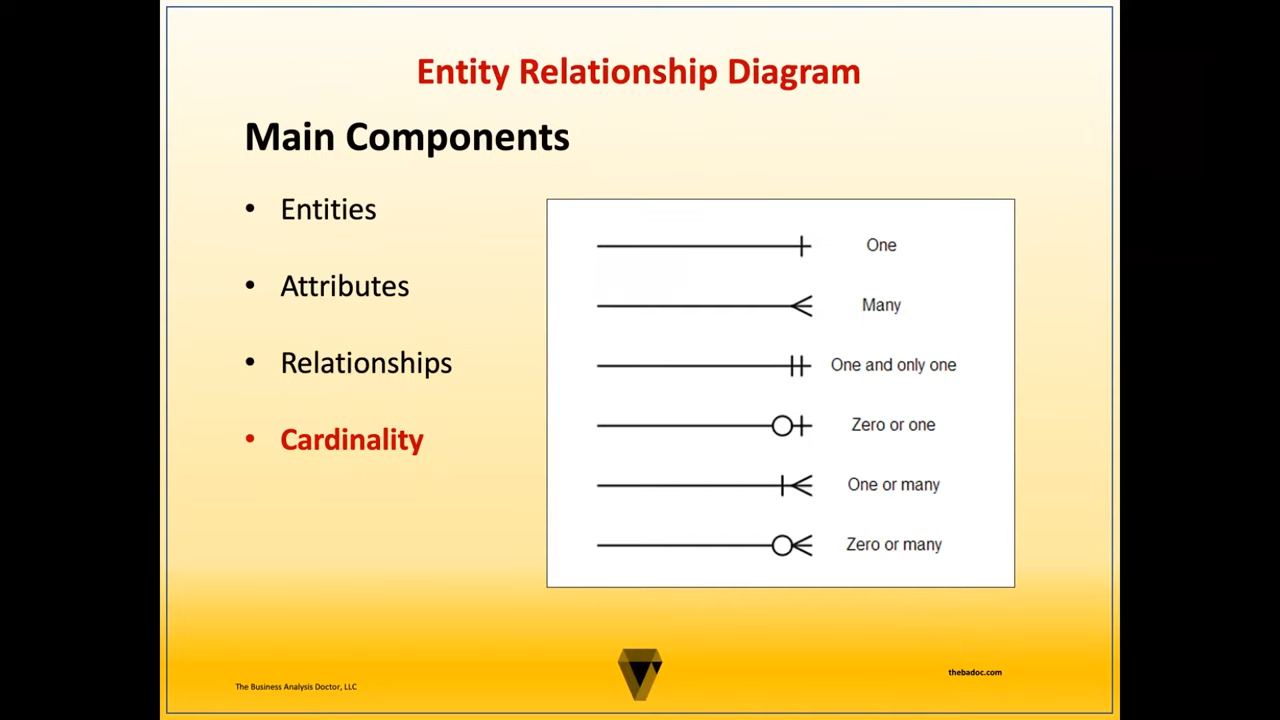 Entity Relationship Diagram
Main Components
• Entities
• Attributes
• Relationships
• Cardinality
One
Many
One and only one
Zero or one
One or many
Zero or many
The Business Analysis Doctor, LLC
thebadoc.com